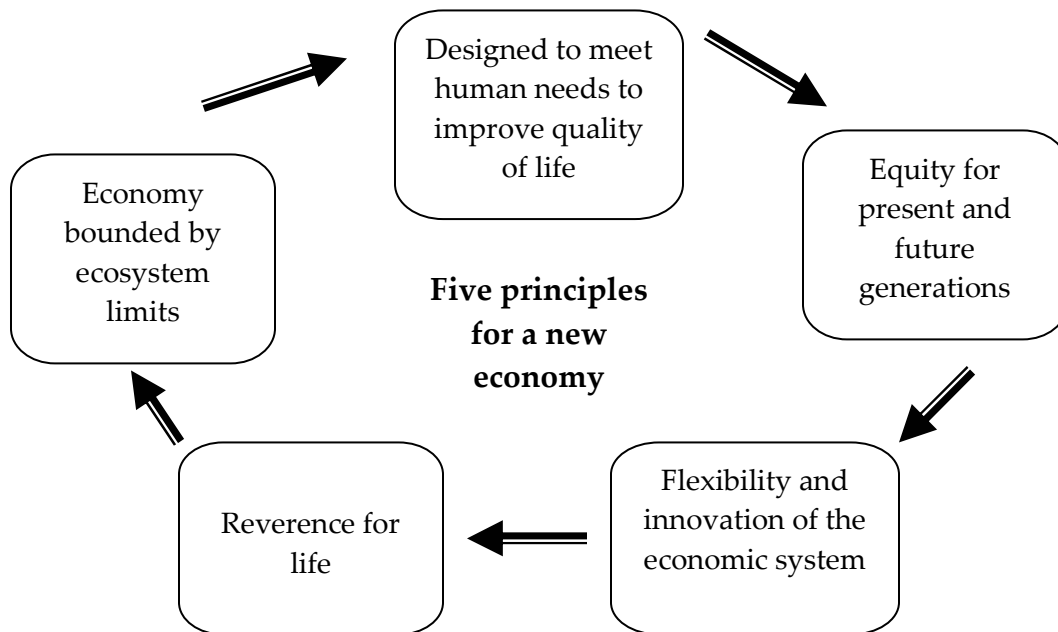 Designed to meet
human needs to
improve quality
of life
Equity for
present and
future
generations
Flexibility and
innovation of the
economic system
Reverence for
life
Economy
bounded by
ecosystem
limits
Five principles
for a new
economy